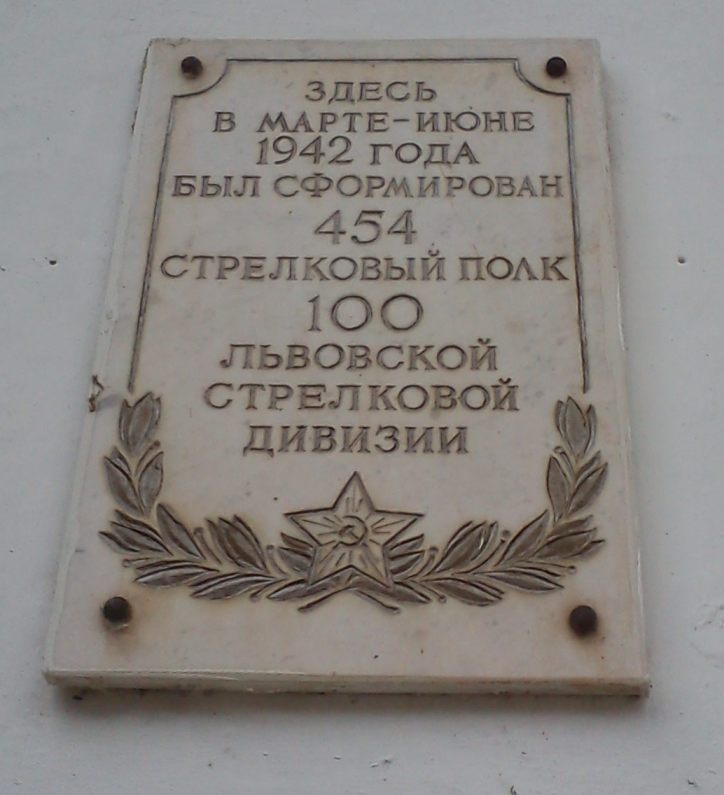 ЗДЕСЬ
В МАРТЕ-ИЮНЕ
1942 ГОДА
БЫЛ СФОРМИРОВАН
454
СТРЕЛКОВЫЙ ПОЛК
100
ЛЬВОВСКОЙ
СТРЕЛКОВОЙ
ДИВИЗИИ